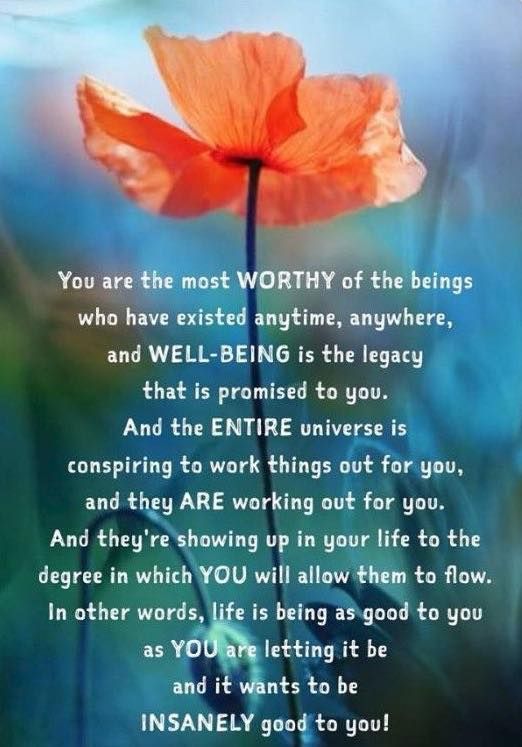 You are the most WORTHY of the beings
who have existed anytime, anywhere,
and WELL-BEING is the legacy
that is promised to you.
And the ENTIRE universe is
conspiring to work things out for you,
and they ARE working out for you.
And they're showing up in your life to the
degree in which YOU will allow them to flow.
In other words, life is being as good to you
as YOU are letting it be
and it wants to be
INSANELY good to you!